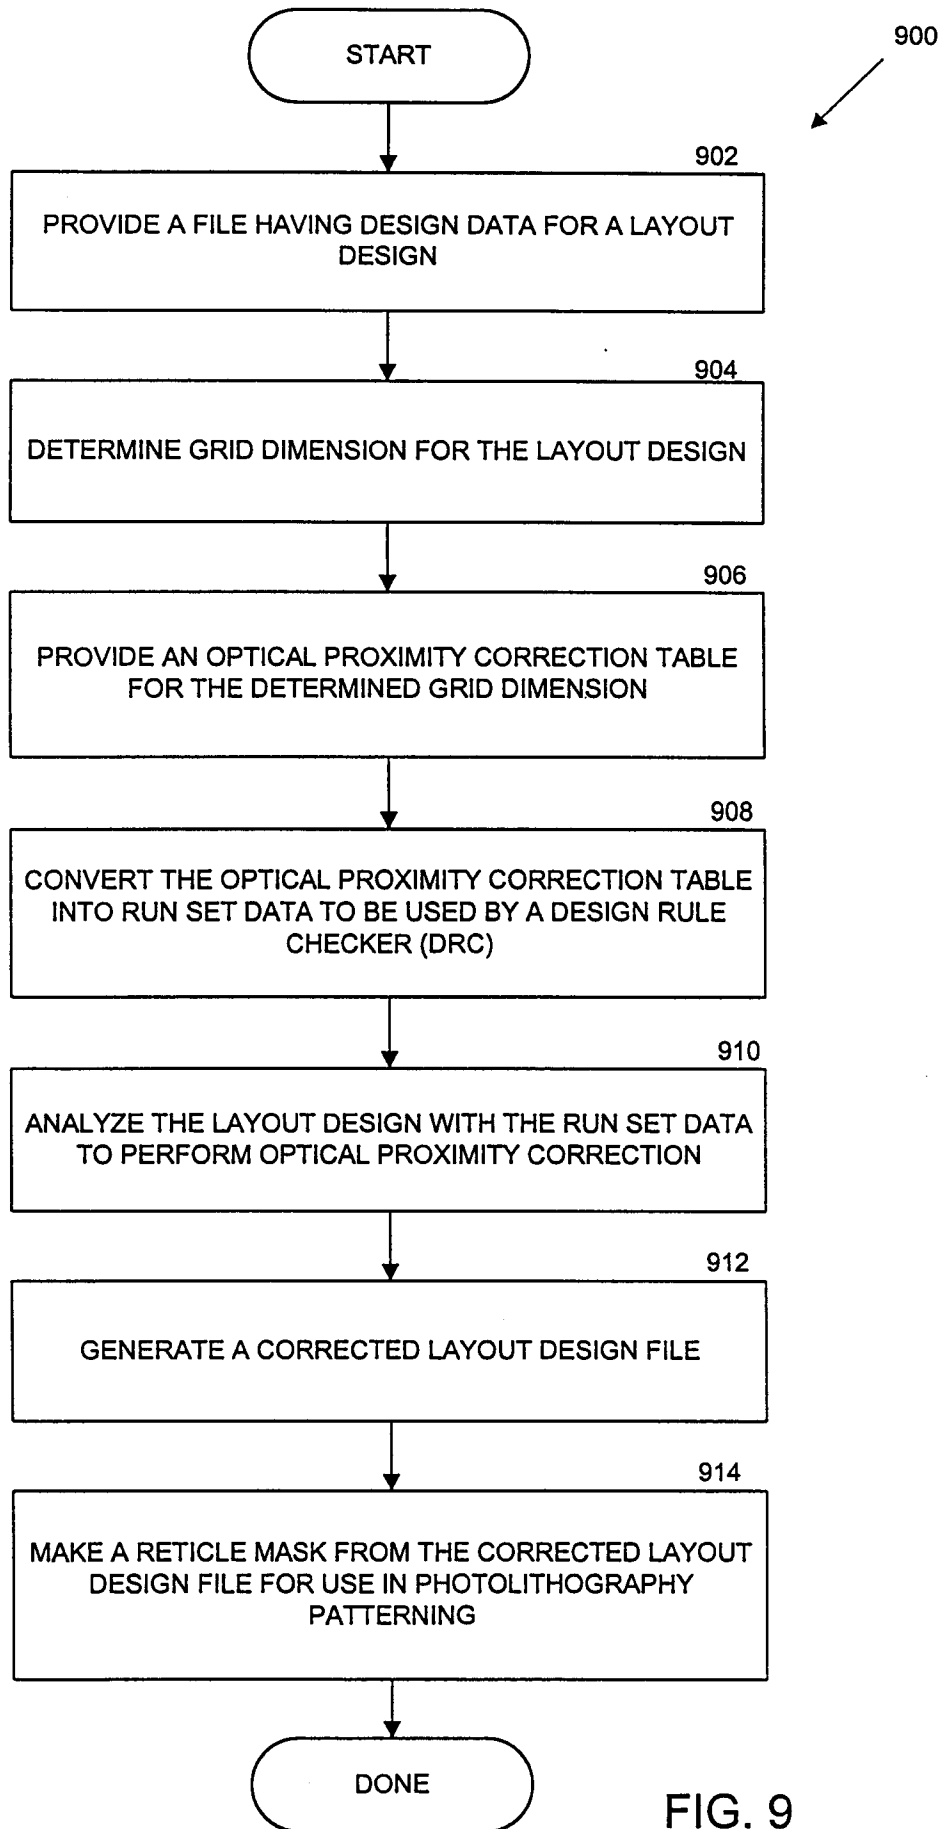 START
900
902
PROVIDE A FILE HAVING DESIGN DATA FOR A LAYOUT
DESIGN
904
DETERMINE GRID DIMENSION FOR THE LAYOUT DESIGN
906
PROVIDE AN OPTICAL PROXIMITY CORRECTION TABLE
FOR THE DETERMINED GRID DIMENSION
908
CONVERT THE OPTICAL PROXIMITY CORRECTION TABLE
INTO RUN SET DATA TO BE USED BY A DESIGN RULE
CHECKER (DRC)
910
ANALYZE THE LAYOUT DESIGN WITH THE RUN SET DATA
TO PERFORM OPTICAL PROXIMITY CORRECTION
912
GENERATE A CORRECTED LAYOUT DESIGN FILE
914
MAKE A RETICLE MASK FROM THE CORRECTED LAYOUT
DESIGN FILE FOR USE IN PHOTOLITHOGRAPHY
PATTERNING
DONE
FIG. 9